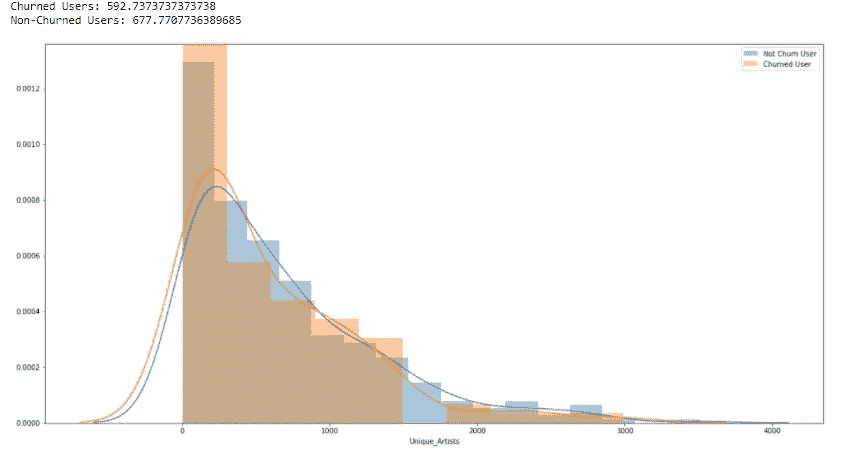 Churned Users: 592.7373737373738
Non-Churned Users: 677.7707736389685
Not Churn User
Churned User
0.0012
0.0010
0.0008
0.0006
0.0004
0.0002
0.0000
0
1000
2000
3000
4000
Unique_Artists